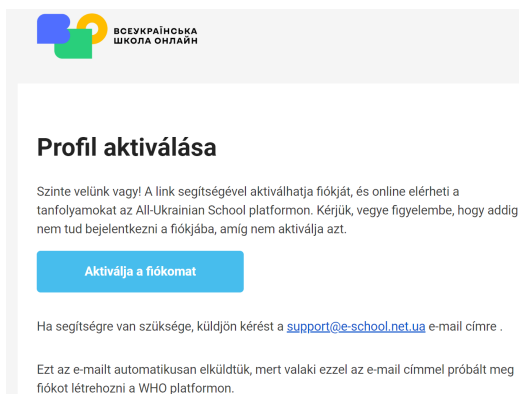 ВСЕУКРАЇНСЬКА
ШКОЛА ОНЛАЙН
Profil aktiválása
Szinte velünk vagy! A link segítségével aktiválhatja fiókját, és online elérheti a
tanfolyamokat az All-Ukrainian School platformon. Kérjük, vegye figyelembe, hogy addig
nem tud bejelentkezni a fiókjába, amíg nem aktiválja azt.
Aktiválja a fiókomat
Ha segítségre van szüksége, küldjön kérést a support@e-school.net.ua e-mail címre .
Ezt az e-mailt automatikusan elküldtük, mert valaki ezzel az e-mail címmel próbált meg
fiókot létrehozni a WHO platformon.